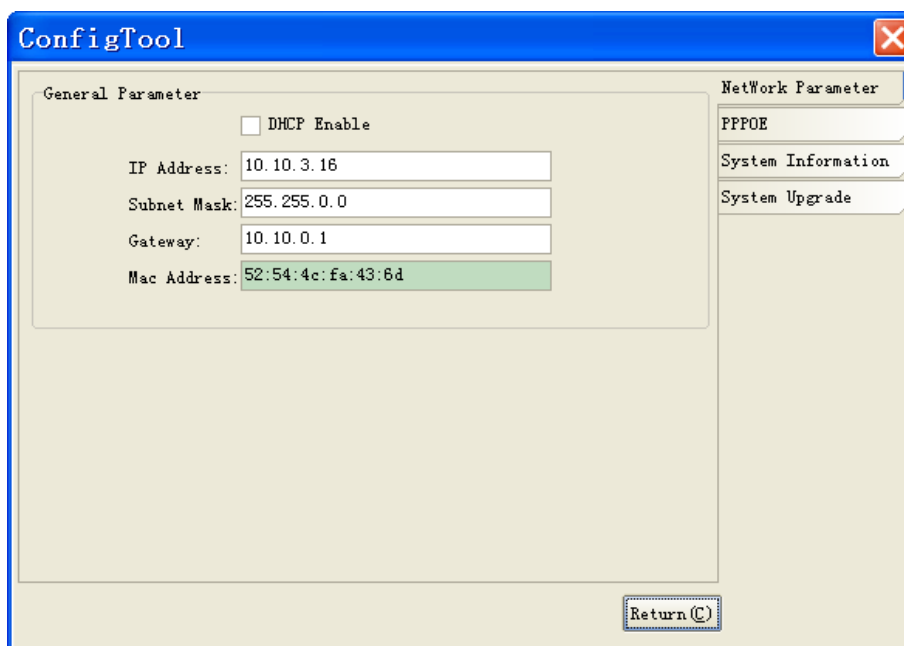 ConfigTool
General Parameter
DHCP Enable
IP Address: 10.10.3.16
Subnet Mask: 255.255.0.0
Gateway: 10.10.0.1
Mac Address: 52:54:4c:fa:43:6d
NetWork Parameter
PPPOE
System Information
System Upgrade
Return(C)